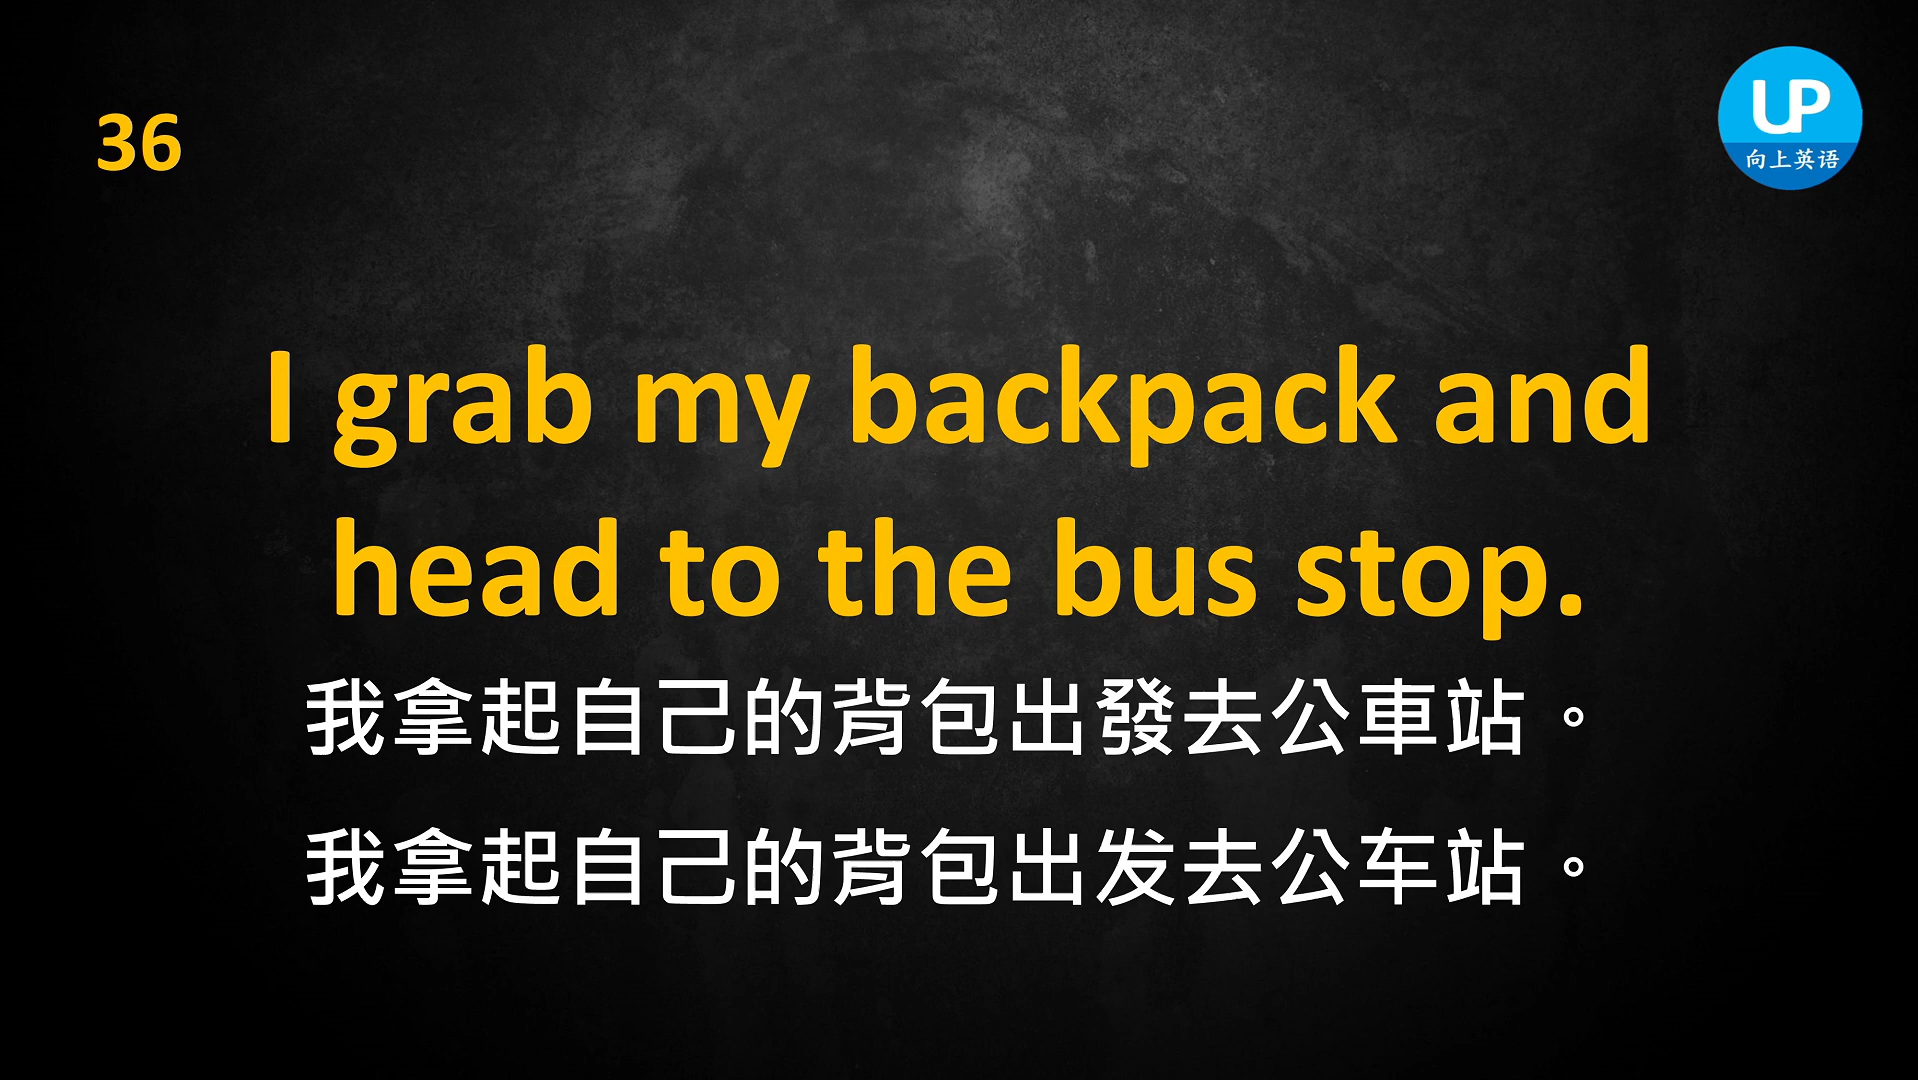 36
UP
向上英语
I grab my backpack and
head to the bus stop.
我拿起自己的背包出發去公車站。
我拿起自己的背包出发去公车站。